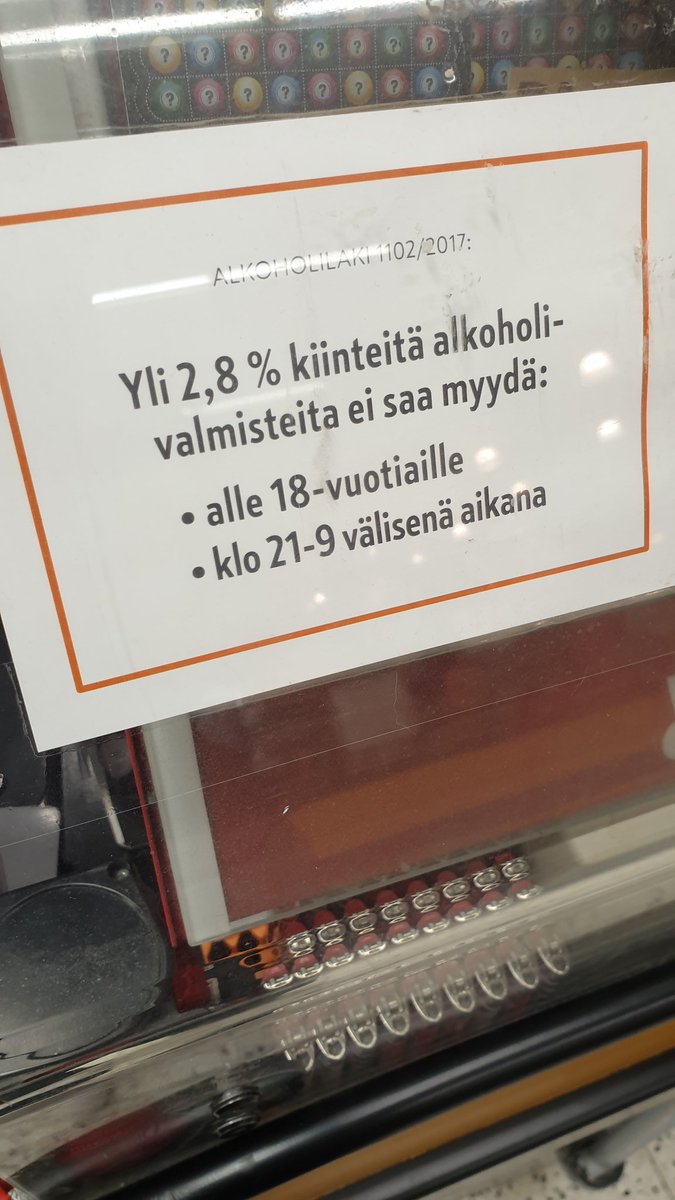 ALKOHOLILAKI 1102/2017:
Yli 2,8 % kiinteitä alkoholi-
valmisteita ei saa myydä:
• alle 18-vuotiaille
• klo 21-9 välisenä aikana